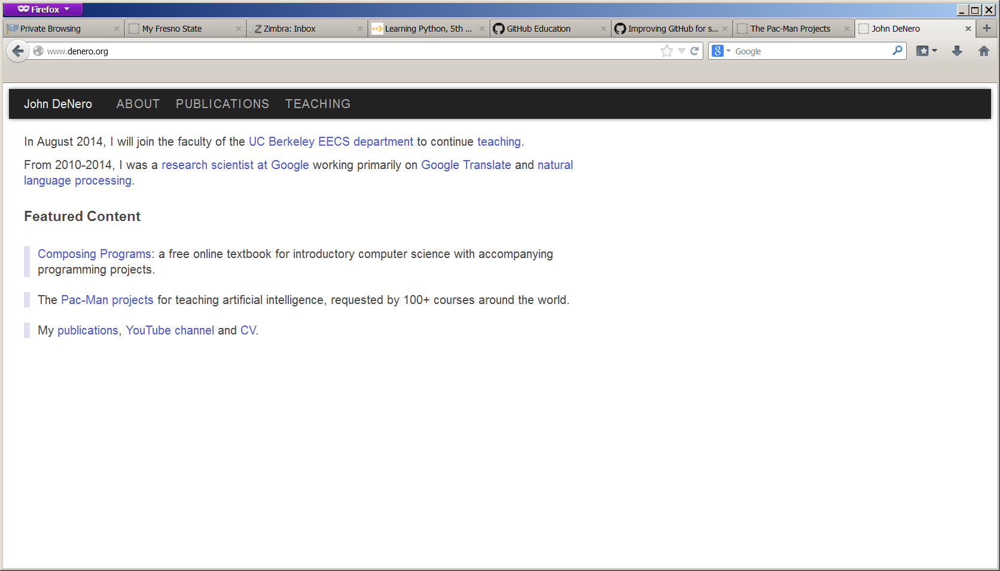 Firefox
Private Browsing
My Fresno State
Zimbra: Inbox
Learning Python, 5th ...
GitHub Education
Improving GitHub for s...
The Pac-Man Projects
John DeNero
www.denero.org
8 Google
John DeNero ABOUT PUBLICATIONS TEACHING
In August 2014, I will join the faculty of the UC Berkeley EECS department to continue teaching.
From 2010-2014, I was a research scientist at Google working primarily on Google Translate and natural
language processing.
Featured Content
Composing Programs: a free online textbook for introductory computer science with accompanying
programming projects.
The Pac-Man projects for teaching artificial intelligence, requested by 100+ courses around the world.
My publications, YouTube channel and CV.